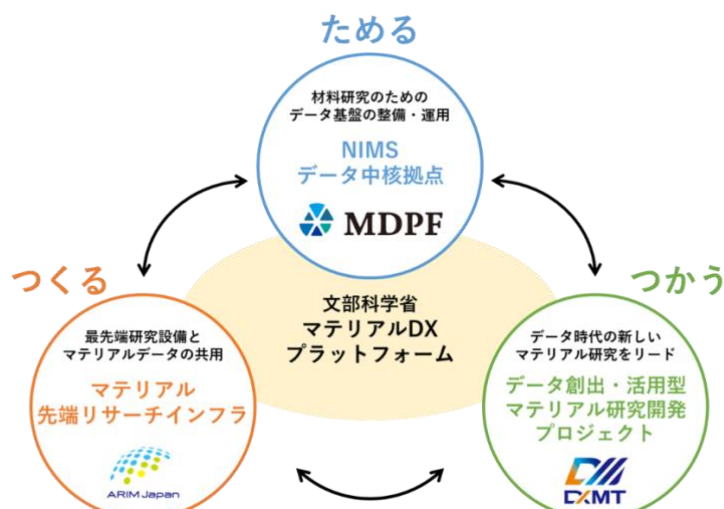 ためる
材料研究のための
データ基盤の整備・運用
NIMS
データ中核拠点
MDPF
つくる
最先端研究設備と
マテリアルデータの共用
マテリアル
先端リサーチインフラ
ARIM Japan
文部科学省
マテリアルDX
プラットフォーム
つかう
データ時代の新しい
マテリアル研究をリード
データ創出・活用型
マテリアル研究開発
プロジェクト
DXMT